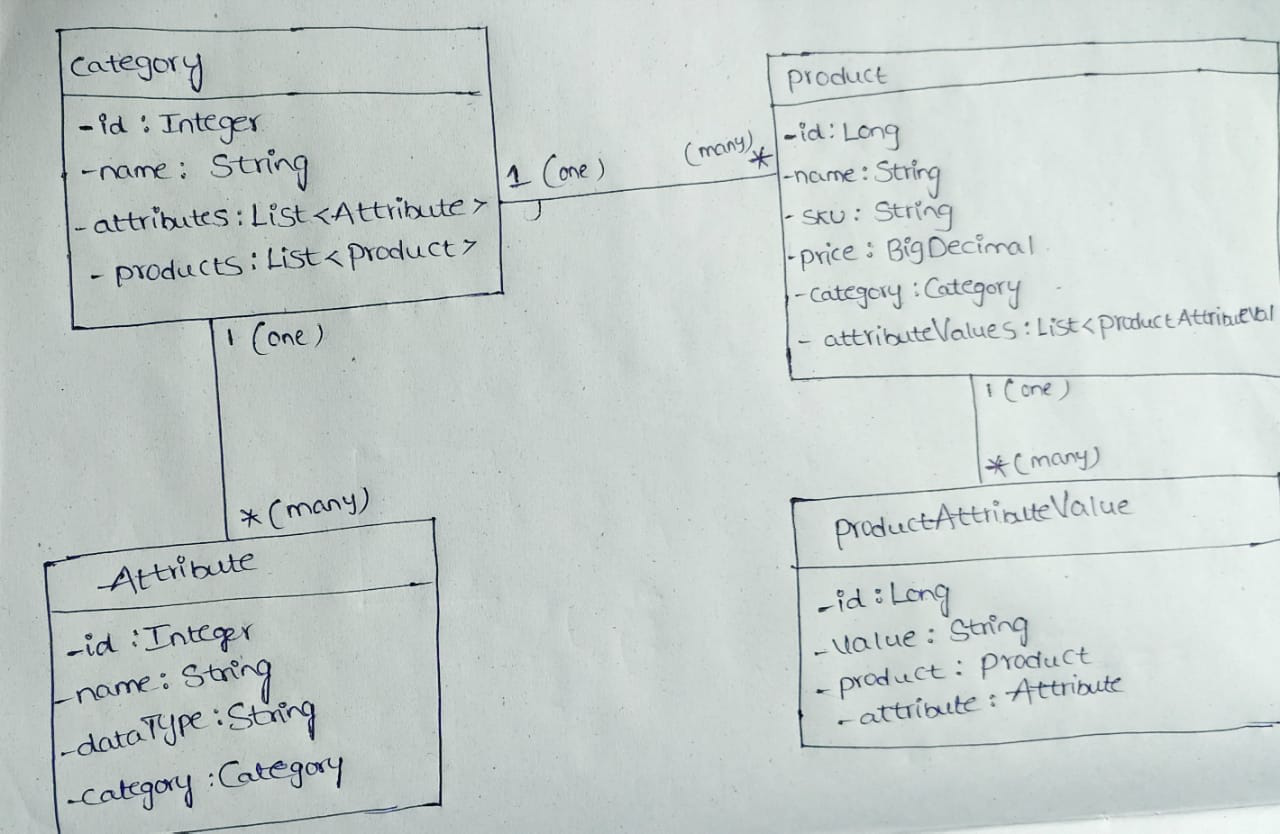 Category
-id : Integer
-name : String
- attributes : List <Attribute>
- products : List < Product >
1 (one)
(many)
*
Product
-id : Long
-name : String
- SKU : String
-price : BigDecimal
-category : Category
- attributeValues : List< ProductAttributeVal
1 (one)
* (many)
Attribute
-id : Integer
-name : String
-dataType : String
-category : Category
1 (one)
* (many)
ProductAttributeValue
-id : Long
-value : String
- product : Product
- attribute : Attribute